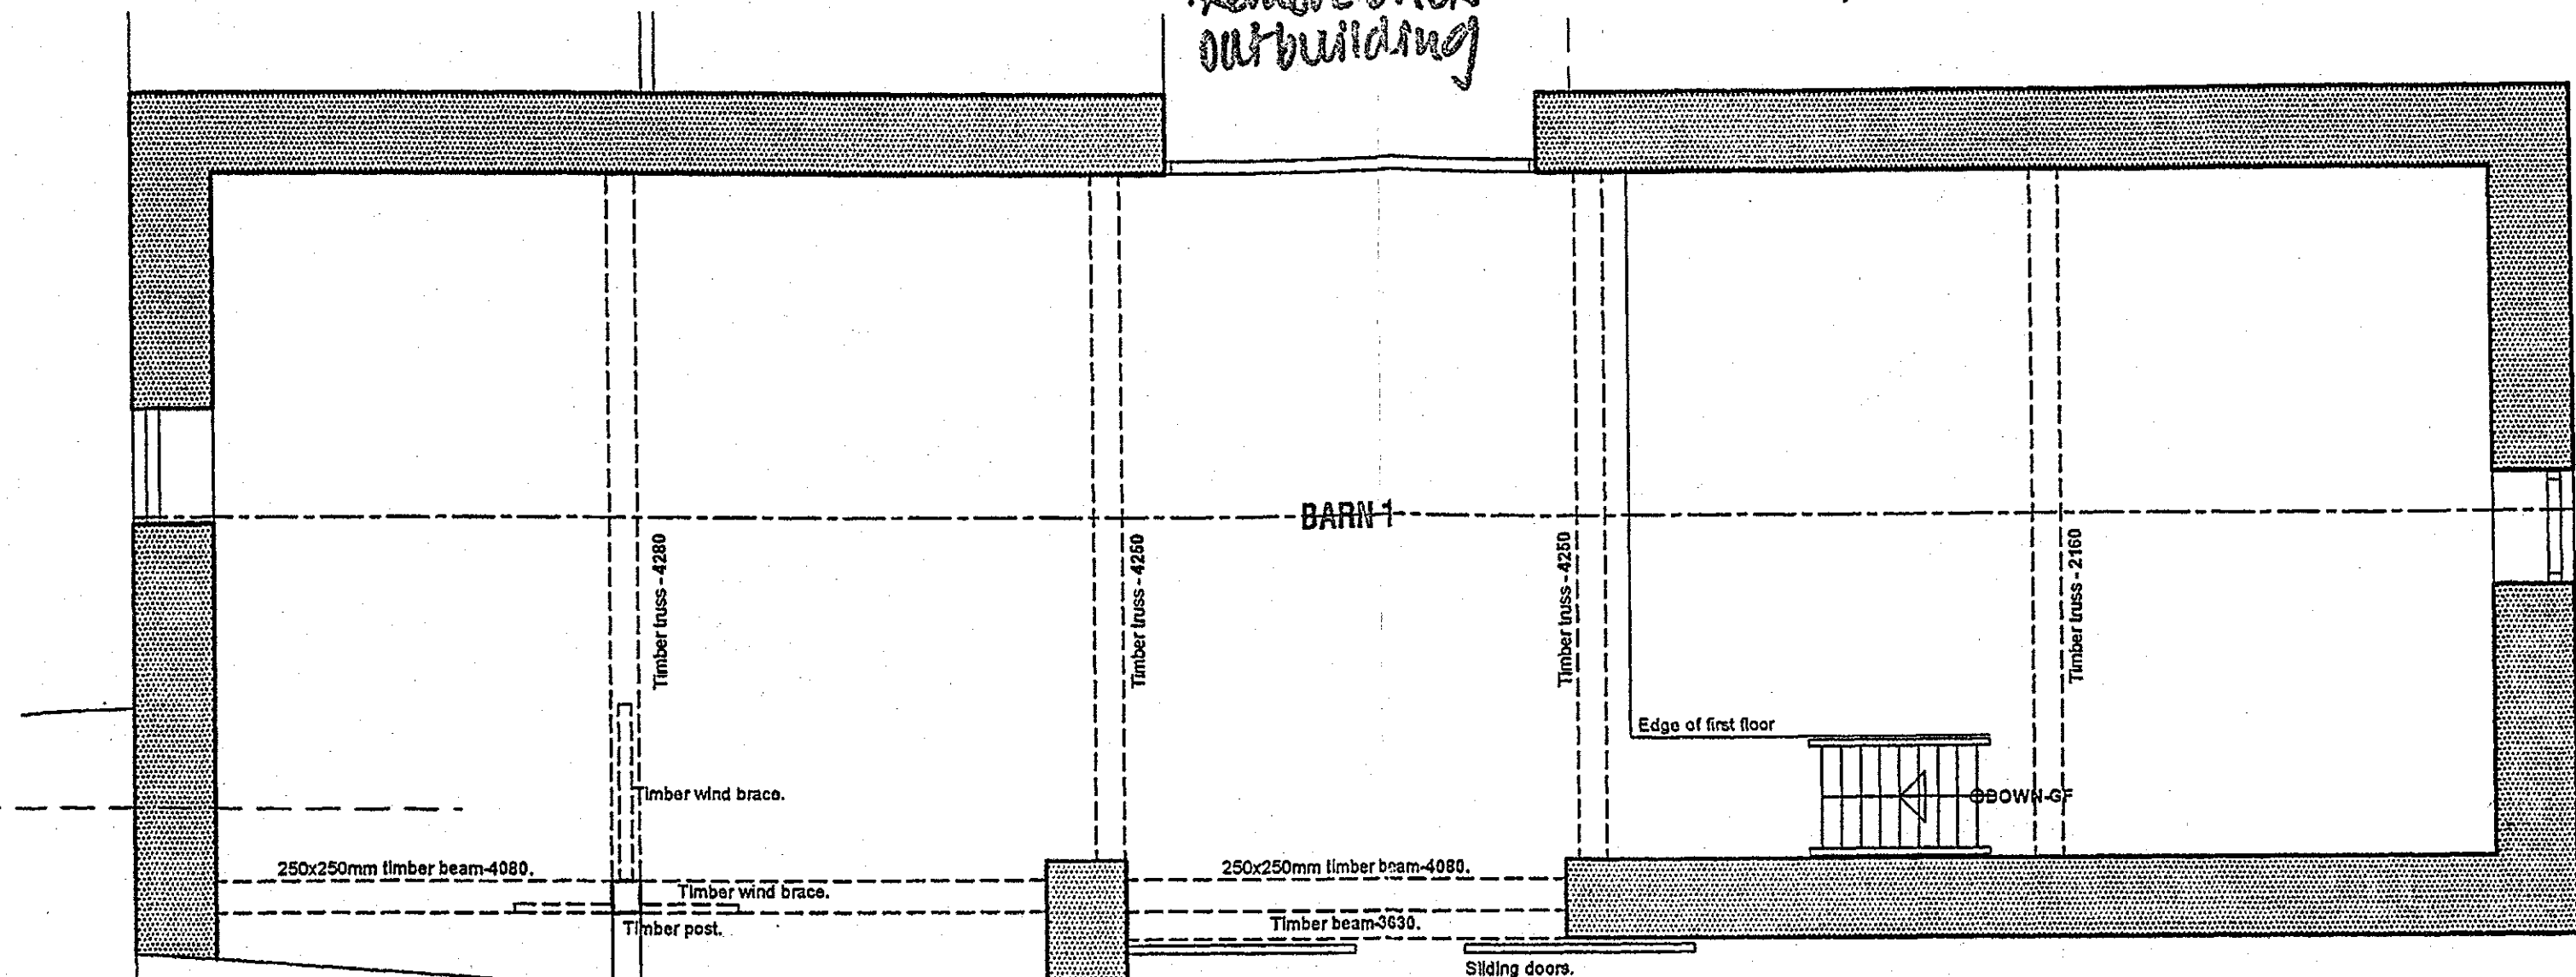 outbuilding
BARN 1
Timber truss - 4280
Timber truss - 4250
Timber truss - 4250
Timber truss - 2160
Edge of first floor
Timber wind brace.
DOWN-GF
250x250mm timber beam-4080.
250x250mm timber beam-4080.
Timber wind brace.
Timber beam-3630.
Timber post.
Sliding doors.